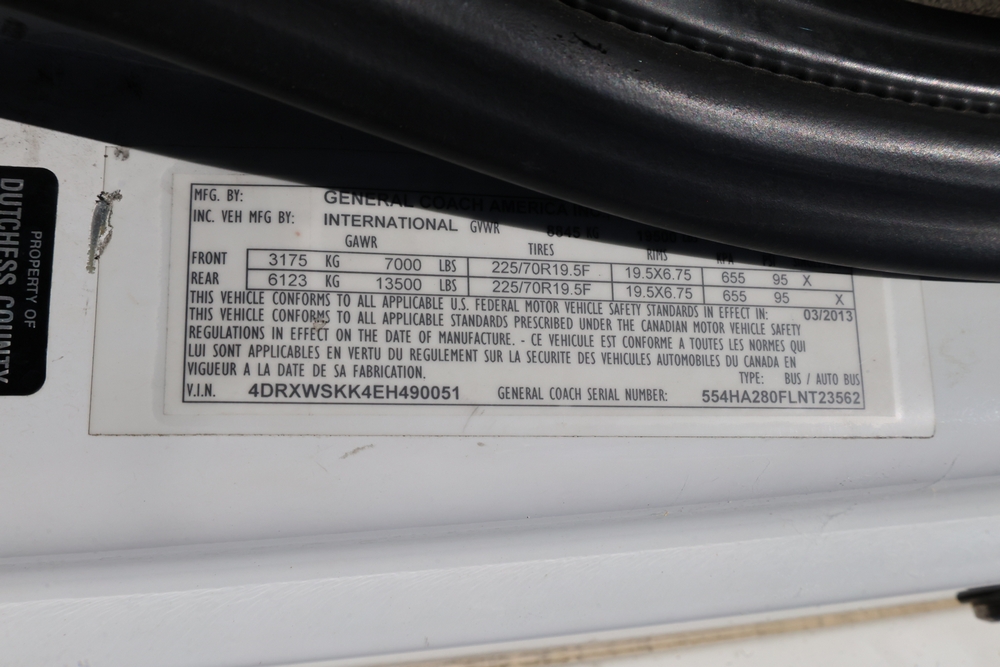 PROPERTY OF
DUTCHESS COUNTY
MFG. BY: GENERAL COACH AMERICA INC
INC. VEH MFG BY: INTERNATIONAL GVWR 8845
GAWR TIRES RIMS KPA
FRONT 3175 KG 7000 LBS 225/70R19.5F 19.5X6.75 655 95 X
REAR 6123 KG 13500 LBS 225/70R19.5F 19.5X6.75 655 95 X
THIS VEHICLE CONFORMS TO ALL APPLICABLE U.S. FEDERAL MOTOR VEHICLE SAFETY STANDARDS IN EFFECT IN: 03/2013
THIS VEHICLE CONFORMS TO ALL APPLICABLE STANDARDS PRESCRIBED UNDER THE CANADIAN MOTOR VEHICLE SAFETY
REGULATIONS IN EFFECT ON THE DATE OF MANUFACTURE. - CE VEHICULE EST CONFORME A TOUTES LES NORMES QUI
LUI SONT APPLICABLES EN VERTU DU REGULEMENT SUR LA SECURITE DES VEHICULES AUTOMOBILES DU CANADA EN
VIGUEUR A LA DATE DE SA FABRICATION.
TYPE: BUS / AUTO BUS
V.I.N. 4DRXWSKK4EH490051 GENERAL COACH SERIAL NUMBER: 554HA280FLNT23562